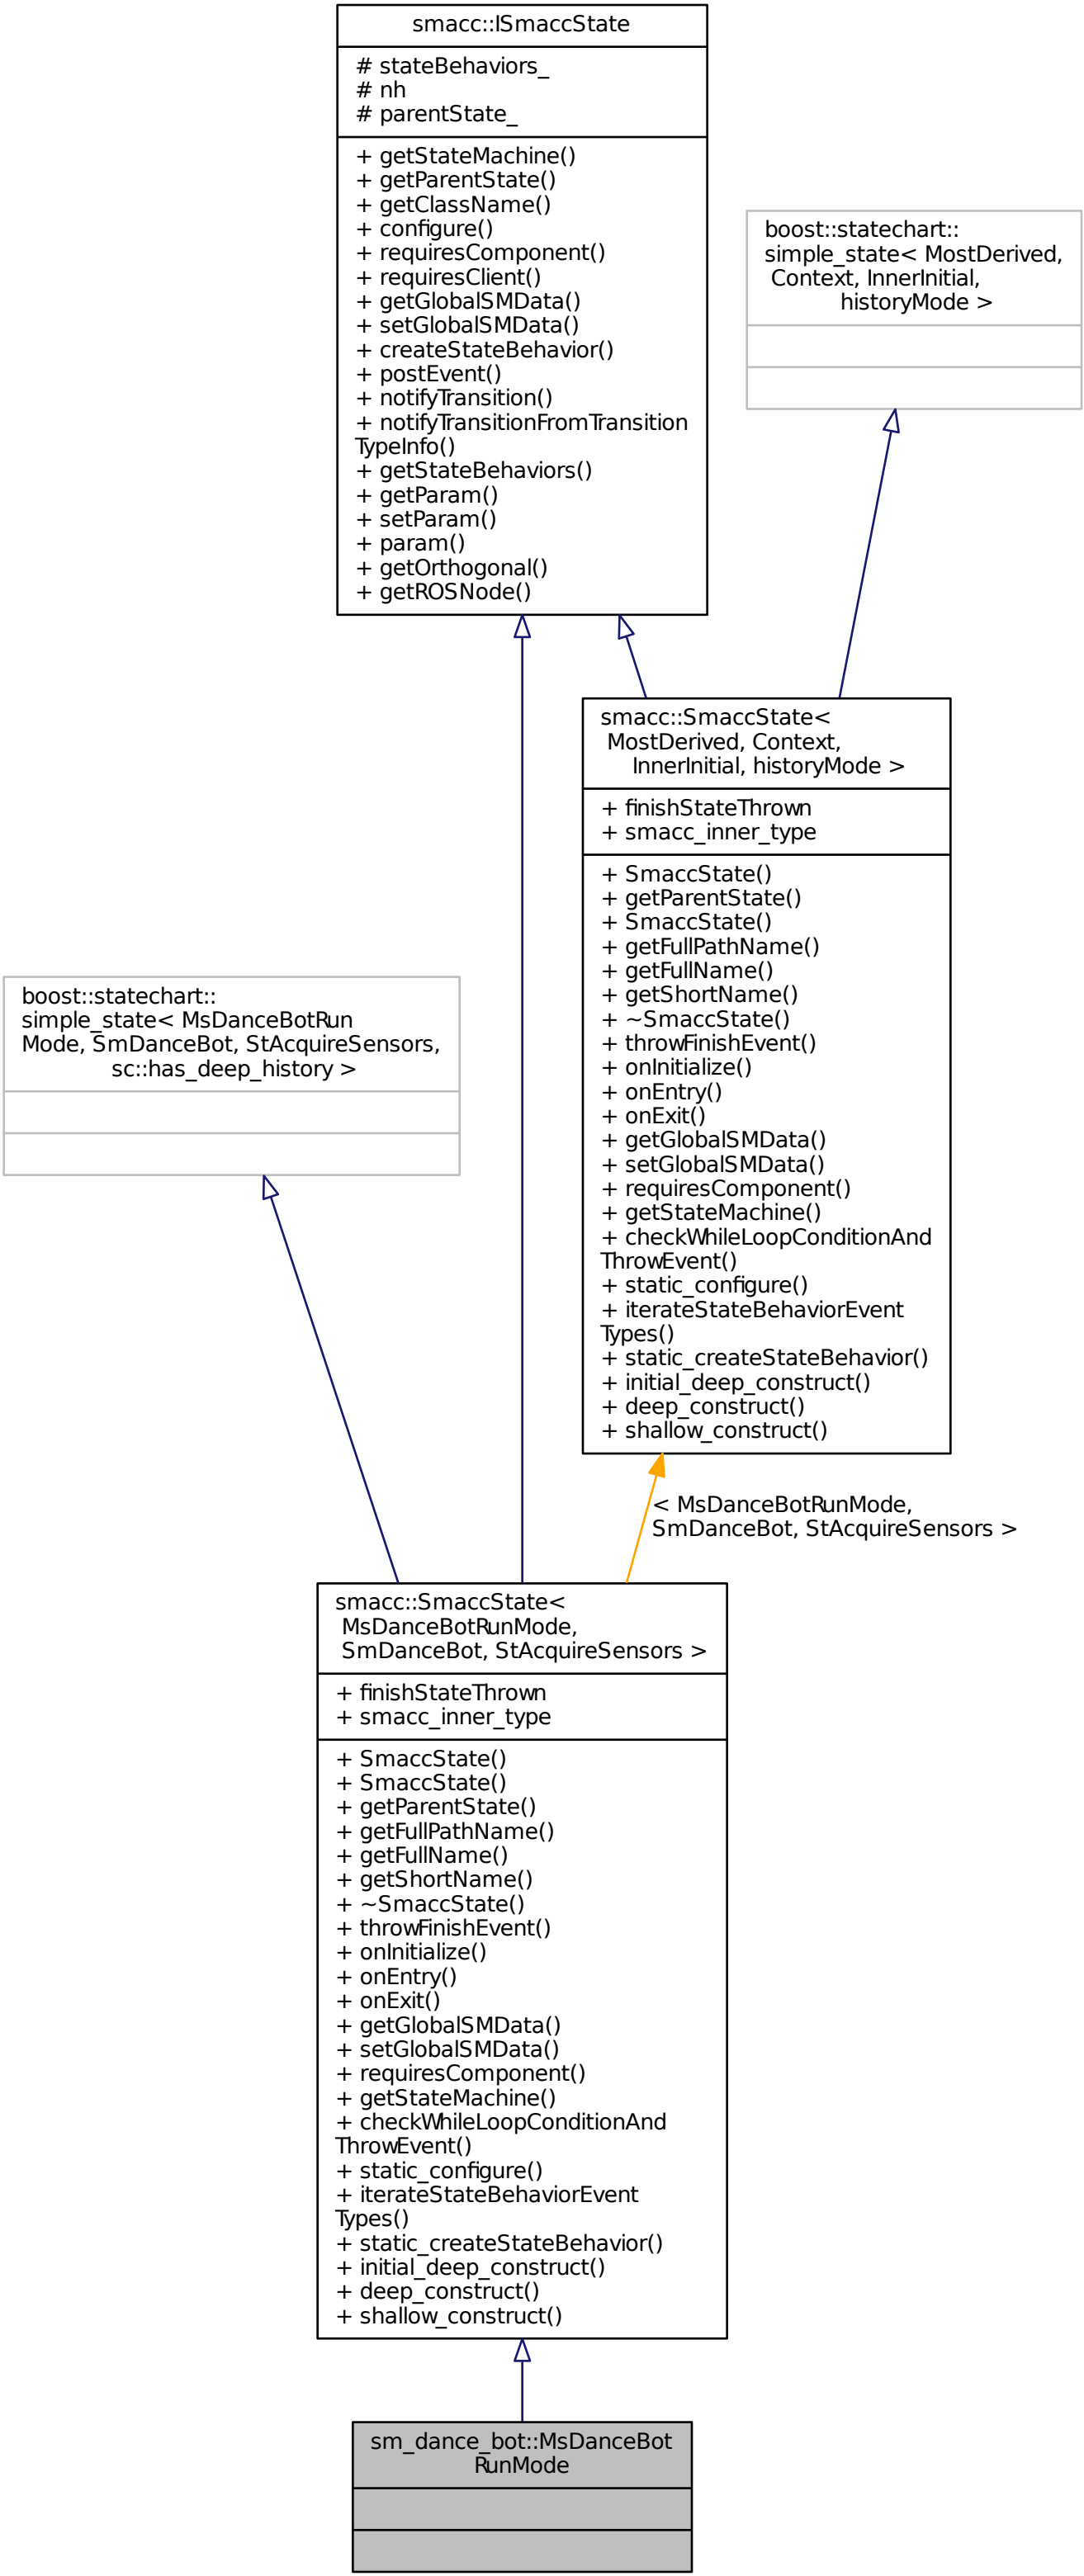 smacc::ISmaccState
# stateBehaviors_
# nh
# parentState_
+ getStateMachine()
+ getParentState()
+ getClassName()
+ configure()
+ requiresComponent()
+ requiresClient()
+ getGlobalSMData()
+ setGlobalSMData()
+ createStateBehavior()
+ postEvent()
+ notifyTransition()
+ notifyTransitionFromTransition
TypeInfo()
+ getStateBehaviors()
+ getParam()
+ setParam()
+ param()
+ getOrthogonal()
+ getROSNode()
boost::statechart::
simple_state< MostDerived,
Context, InnerInitial,
historyMode >
smacc::SmaccState<
MostDerived, Context,
InnerInitial, historyMode >
+ finishStateThrown
+ smacc_inner_type
+ SmaccState()
+ getParentState()
+ SmaccState()
+ getFullPathName()
+ getFullName()
+ getShortName()
+ ~SmaccState()
+ throwFinishEvent()
+ onInitialize()
+ onEntry()
+ onExit()
+ getGlobalSMData()
+ setGlobalSMData()
+ requiresComponent()
+ getStateMachine()
+ checkWhileLoopConditionAnd
ThrowEvent()
+ static_configure()
+ iterateStateBehaviorEvent
Types()
+ static_createStateBehavior()
+ initial_deep_construct()
+ deep_construct()
+ shallow_construct()
boost::statechart::
simple_state< MsDanceBotRun
Mode, SmDanceBot, StAcquireSensors,
sc::has_deep_history >
< MsDanceBotRunMode,
SmDanceBot, StAcquireSensors >
smacc::SmaccState<
MsDanceBotRunMode,
SmDanceBot, StAcquireSensors >
+ finishStateThrown
+ smacc_inner_type
+ SmaccState()
+ SmaccState()
+ getParentState()
+ getFullPathName()
+ getFullName()
+ getShortName()
+ ~SmaccState()
+ throwFinishEvent()
+ onInitialize()
+ onEntry()
+ onExit()
+ getGlobalSMData()
+ setGlobalSMData()
+ requiresComponent()
+ getStateMachine()
+ checkWhileLoopConditionAnd
ThrowEvent()
+ static_configure()
+ iterateStateBehaviorEvent
Types()
+ static_createStateBehavior()
+ initial_deep_construct()
+ deep_construct()
+ shallow_construct()
sm_dance_bot::MsDanceBot
RunMode